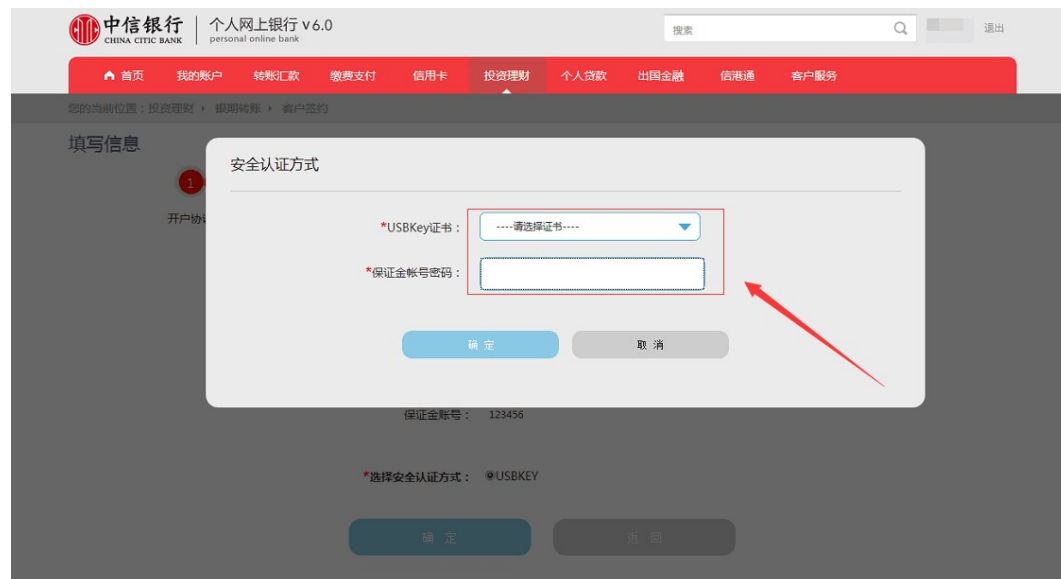 中信银行 个人网上银行 v 6.0
CHINA CITIC BANK personal online bank
搜索
退出
首页 我的账户 转账汇款 缴费支付 信用卡 投资理财 个人贷款 出国金融 信港通 客户服务
您的当前位置：投资理财 银期转账 客户签约
填写信息
安全认证方式
1
开户协
*USBKey证书：
----请选择证书----
*保证金帐号密码：
确 定
取 消
保证金账号： 123456
*选择安全认证方式： USBKEY
确 定
返 回